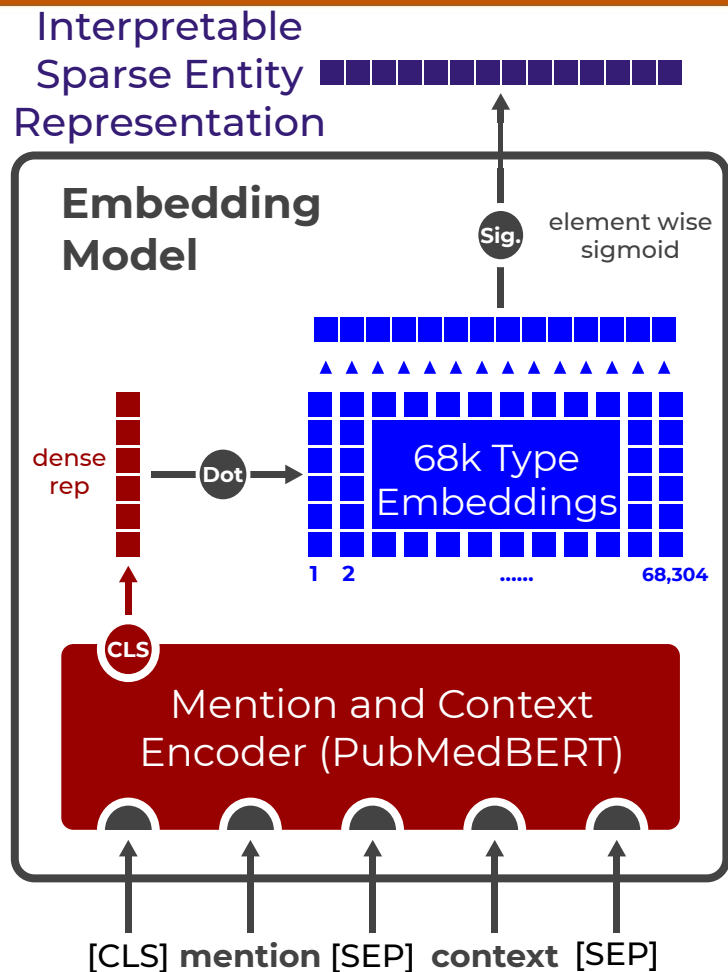 Interpretable
Sparse Entity
Representation
Embedding
Model
Sig.
element wise
sigmoid
dense
rep
Dot
68k Type
Embeddings
1 2 ...... 68,304
CLS
Mention and Context
Encoder (PubMedBERT)
[CLS] mention [SEP] context [SEP]